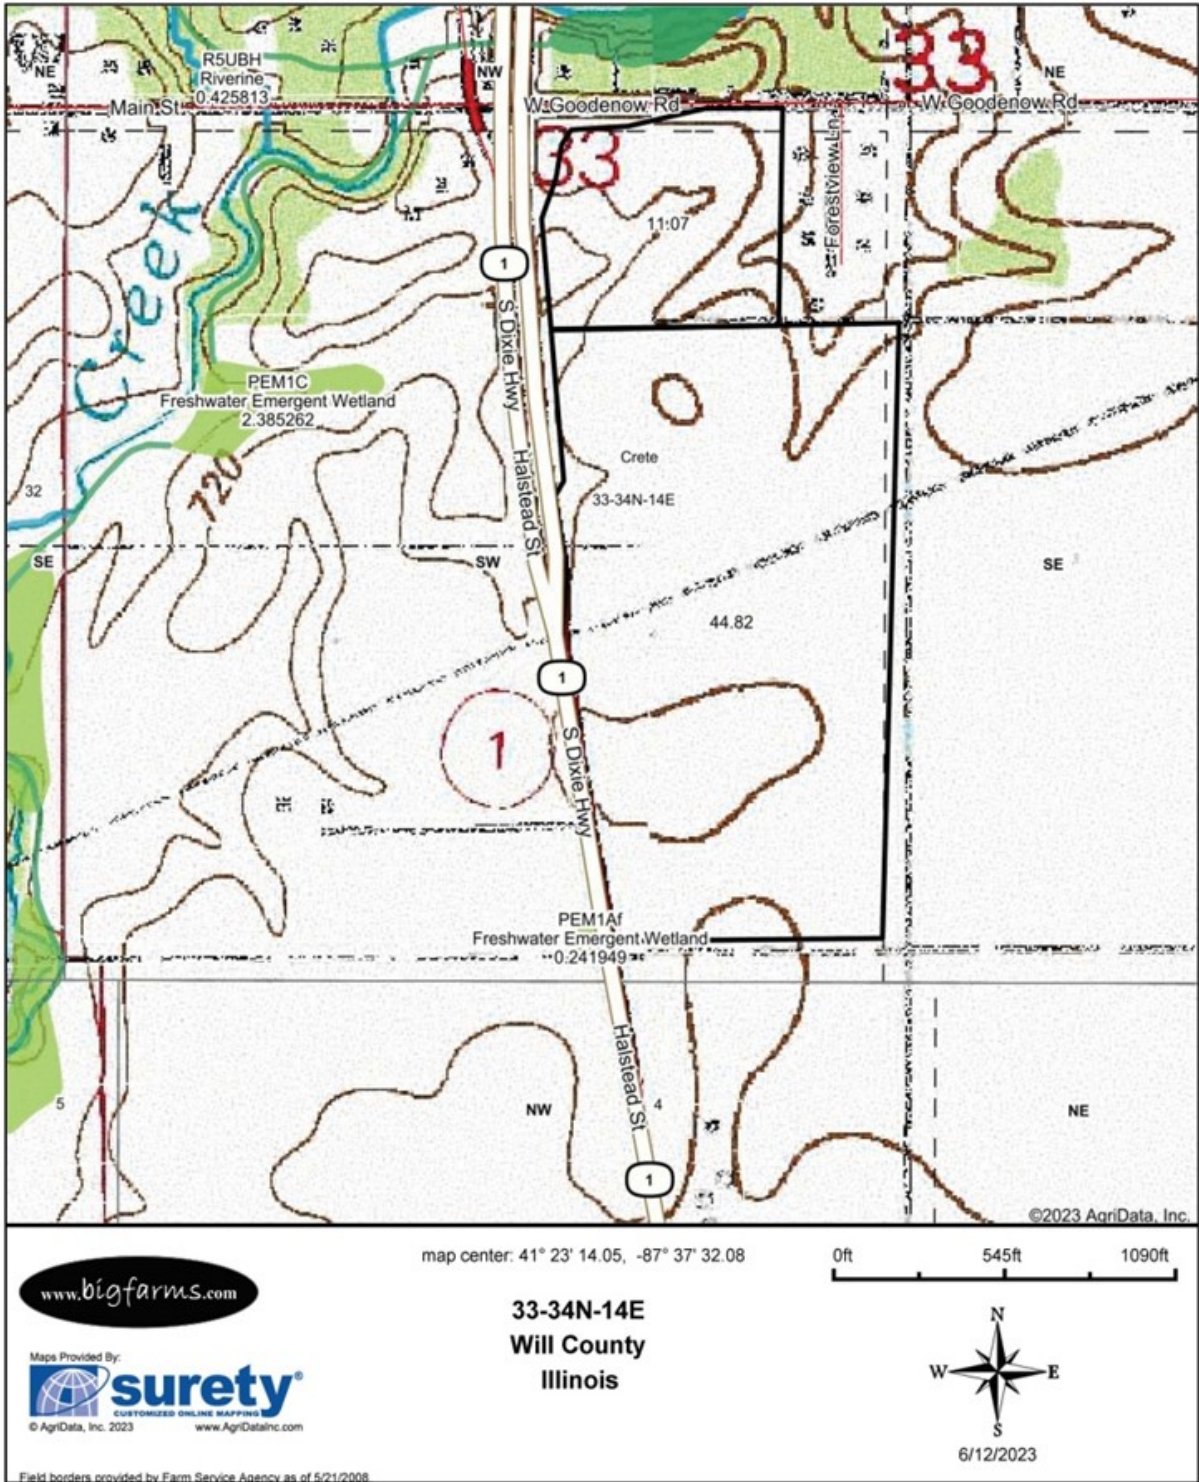 33
NE
R5UBH
Riverine
0.425813
NW
NE
Main St
W Goodenow Rd
W Goodenow Rd
33
Forestview Ln
11.07
Creek
1
S Dixie Hwy
PEM1C
Freshwater Emergent Wetland
2.385262
Crete
Halstead St
720
32
33-34N-14E
SE
SW
SE
44.82
1
1
S Dixie Hwy
PEM1Af
Freshwater Emergent Wetland
0.241949
Halstead St
5
NW
4
NE
1
©2023 AgriData, Inc.
map center: 41° 23' 14.05, -87° 37' 32.08
0ft 545ft 1090ft
www.bigfarms.com
33-34N-14E
Will County
Illinois
N
W E
S
Maps Provided By:
surety®
CUSTOMIZED ONLINE MAPPING
© AgriData, Inc. 2023 www.AgriDataInc.com
6/12/2023
Field borders provided by Farm Service Agency as of 5/21/2008.